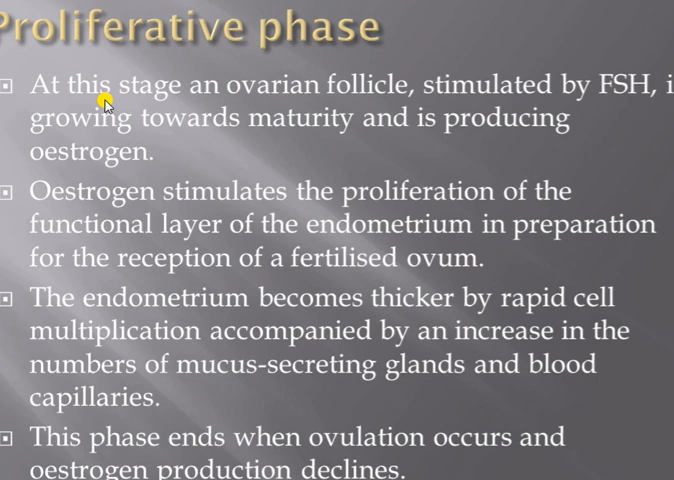 Proliferative phase
At this stage an ovarian follicle, stimulated by FSH, i
growing towards maturity and is producing
oestrogen.
Oestrogen stimulates the proliferation of the
functional layer of the endometrium in preparation
for the reception of a fertilised ovum.
The endometrium becomes thicker by rapid cell
multiplication accompanied by an increase in the
numbers of mucus-secreting glands and blood
capillaries.
This phase ends when ovulation occurs and
oestrogen production declines.